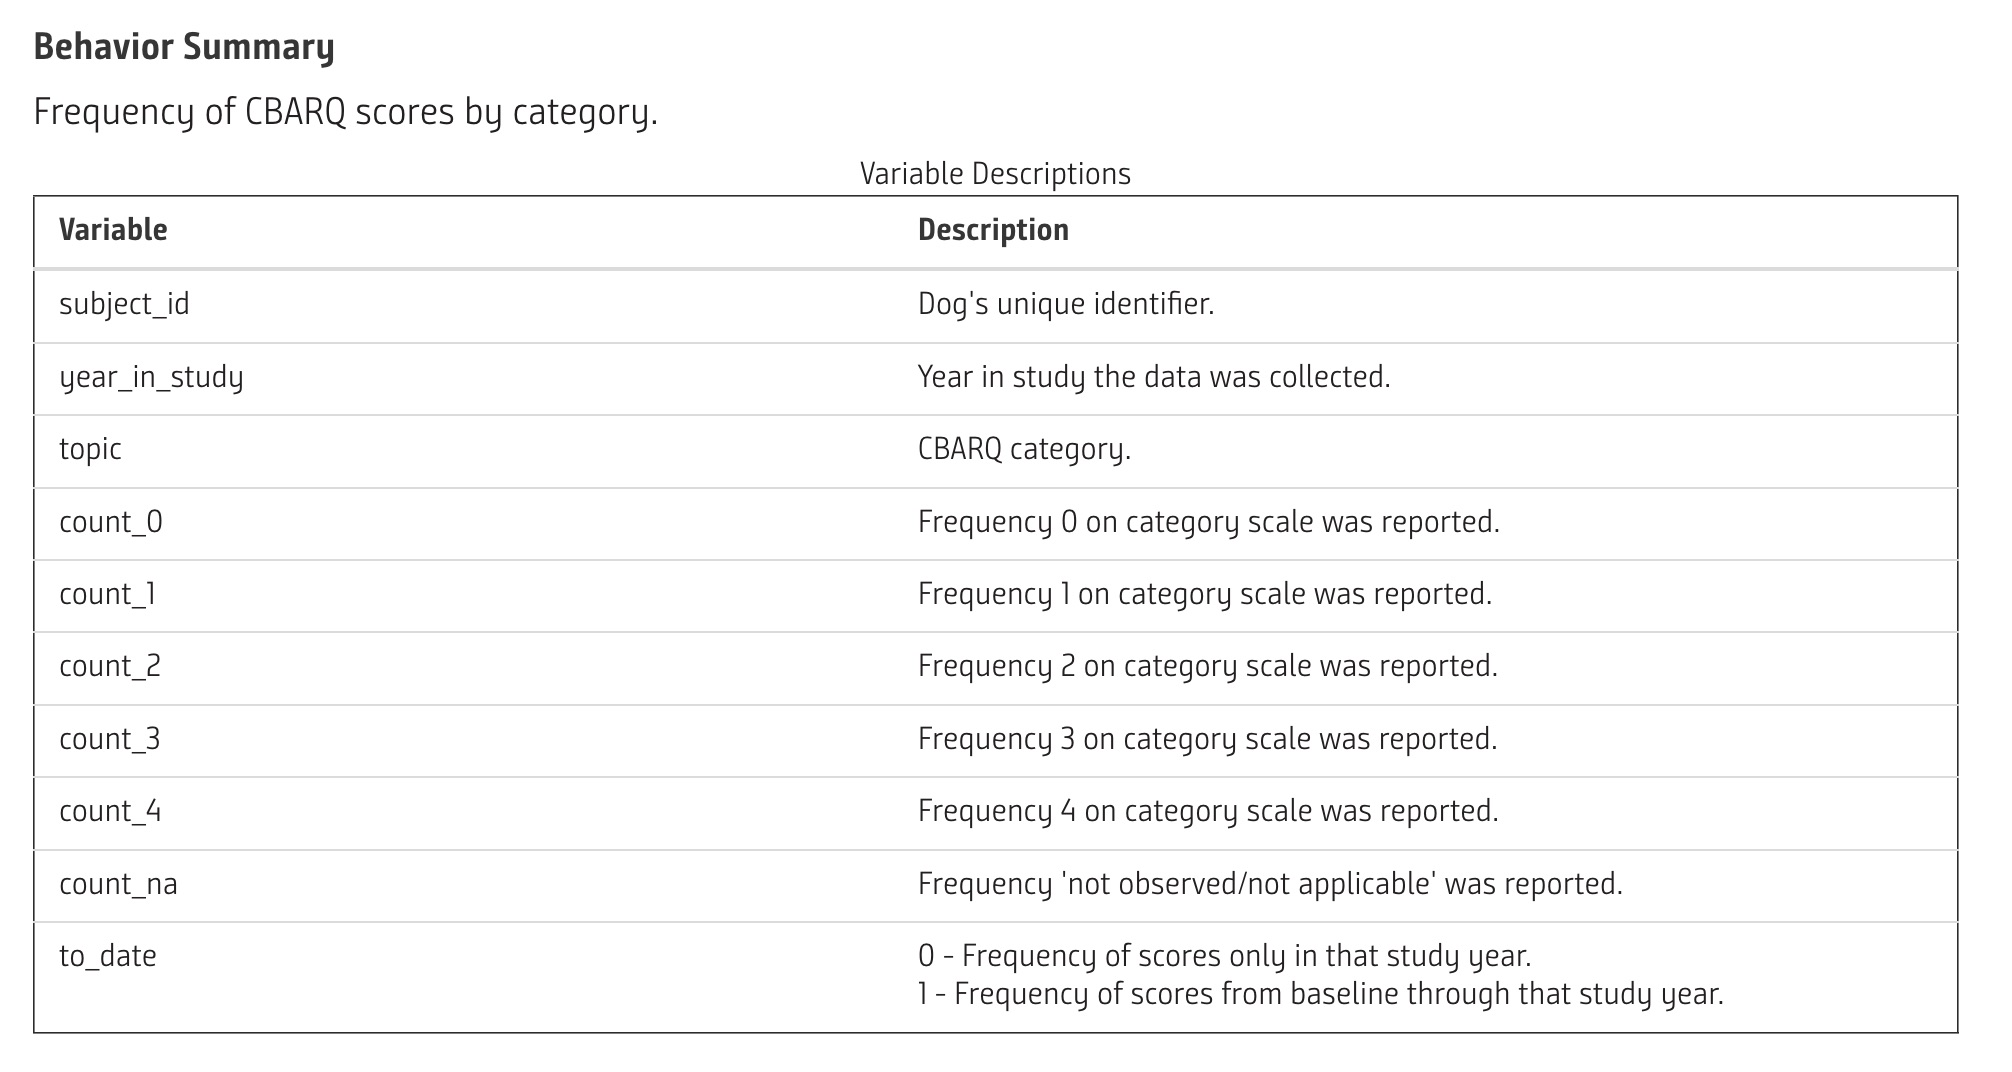 Behavior Summary
Frequency of CBARQ scores by category.
Variable Descriptions
Variable Description
subject_id Dog's unique identifier.
year_in_study Year in study the data was collected.
topic CBARQ category.
count_0 Frequency 0 on category scale was reported.
count_1 Frequency 1 on category scale was reported.
count_2 Frequency 2 on category scale was reported.
count_3 Frequency 3 on category scale was reported.
count_4 Frequency 4 on category scale was reported.
count_na Frequency 'not observed/not applicable' was reported.
to_date 0 - Frequency of scores only in that study year.
1 - Frequency of scores from baseline through that study year.